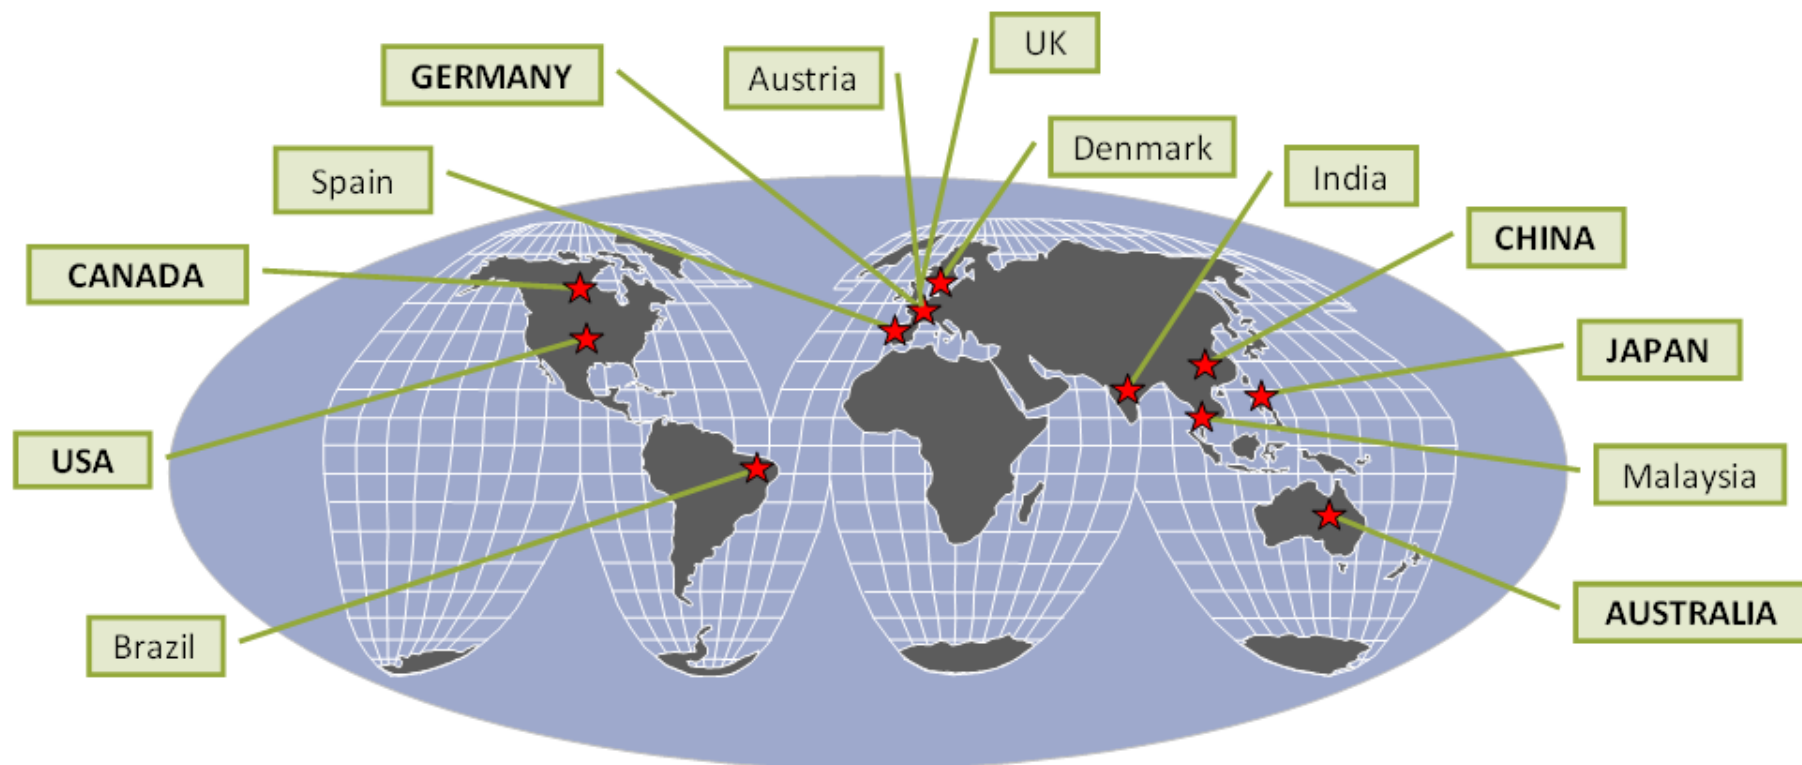 UK
GERMANY
Austria
Denmark
Spain
India
CHINA
CANADA
JAPAN
USA
Malaysia
AUSTRALIA
Brazil